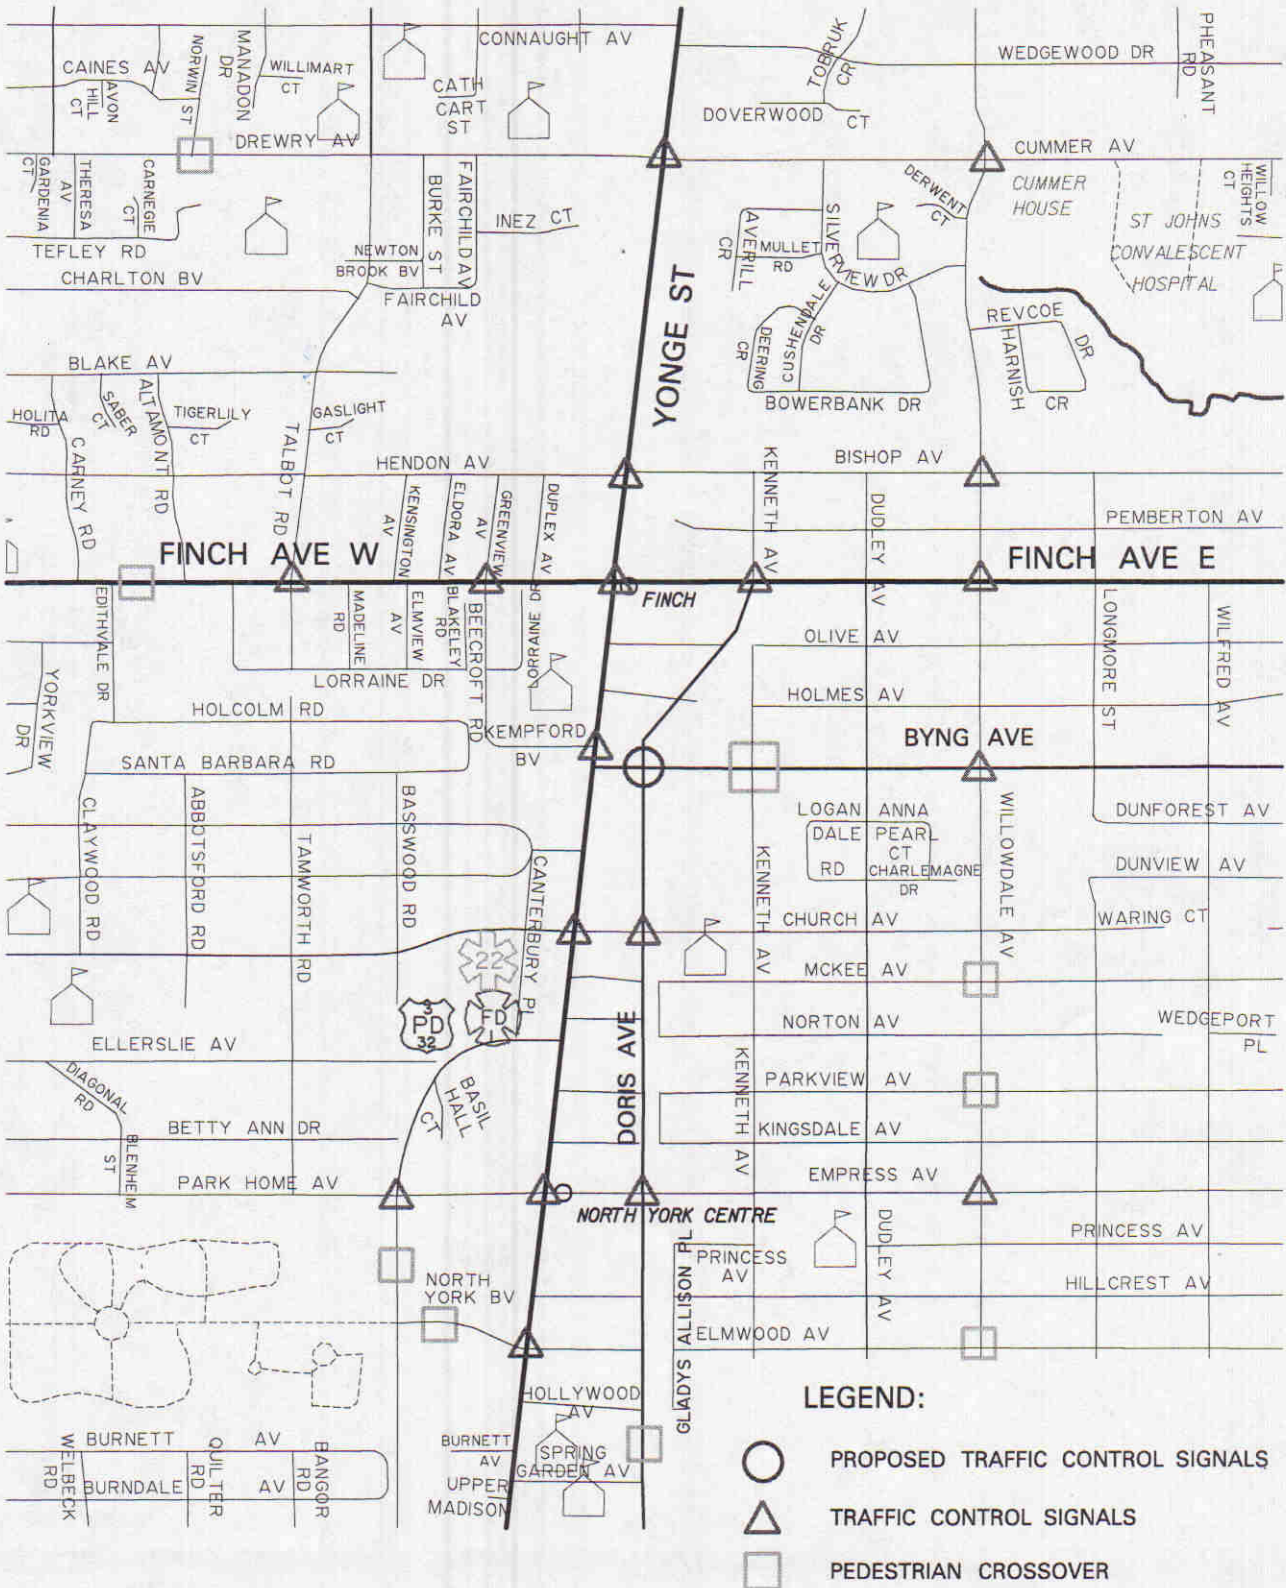 CONNAUGHT AV
TOBRUK CR
WEDGEWOOD DR
PHEASANT RD
CAINES AV
NORWIN ST
MANADON DR
WILLIMART CT
AVON HILL CT
CATH CART ST
DOVERWOOD CT
DREWRY AV
CUMMER AV
GARDENIA CT
THERESA AV
CARNEGIE CT
BURKE ST
FAIRCHILD AV
INEZ CT
AVERILL CR
MULLET RD
SILVERVIEW DR
DERWENT CT
CUMMER HOUSE
ST JOHNS
CONVALESCENT
HOSPITAL
WILLOW HEIGHTS CT
TEFLEY RD
NEWTON BROOK BV
CHARLTON BV
FAIRCHILD AV
YONGE ST
DEERING CR
CUSHENDALE DR
REVCOE DR
HARNISH CR
BOWERBANK DR
BLAKE AV
HOLITA RD
SABER CT
ALTAMONT RD
TIGERLILY CT
GASLIGHT CT
CARNEY RD
TALBOT RD
HENDON AV
BISHOP AV
KENSINGTON AV
ELDORA AV
GREENVIEW AV
DUPLEX AV
KENNETH AV
DUDLEY AV
PEMBERTON AV
FINCH AVE W
FINCH AVE E
FINCH
EDITHVALE DR
MADELINE RD
ELMVIEW AV
BLAKELEY RD
BEECROFT RD
LORRAINE DR
OLIVE AV
LONGMORE ST
WILFRED AV
YORKVIEW DR
LORRAINE DR
HOLMES AV
HOLCOLM RD
KEMPFORD BV
BYNG AVE
SANTA BARBARA RD
CLAYWOOD RD
ABBOTSFORD RD
TAMWORTH RD
BASSWOOD RD
CANTERBURY PL
KENNETH AV
LOGAN DALE RD
ANNA PEARL CT
CHARLEMAGNE DR
WILLOWDALE AV
DUNFOREST AV
DUNVIEW AV
CHURCH AV
WARING CT
22
MCKEE AV
3 PD 32
FD
DORIS AVE
NORTON AV
WEDGEPORT PL
ELLERSLIE AV
DIAGONAL RD
BASIL HALL CT
KENNETH AV
PARKVIEW AV
BETTY ANN DR
BLENHEIM ST
KINGSDALE AV
PARK HOME AV
EMPRESS AV
NORTH YORK CENTRE
GLADYS ALLISON PL
PRINCESS AV
DUDLEY AV
PRINCESS AV
NORTH YORK BV
HILLCREST AV
ELMWOOD AV
HOLLYWOOD AV
LEGEND:
WELBECK RD
BURNETT AV
QUILTER RD
BANGOR RD
BURNETT AV
SPRING GARDEN AV
BURNDALE AV
UPPER MADISON
PROPOSED TRAFFIC CONTROL SIGNALS
TRAFFIC CONTROL SIGNALS
PEDESTRIAN CROSSOVER